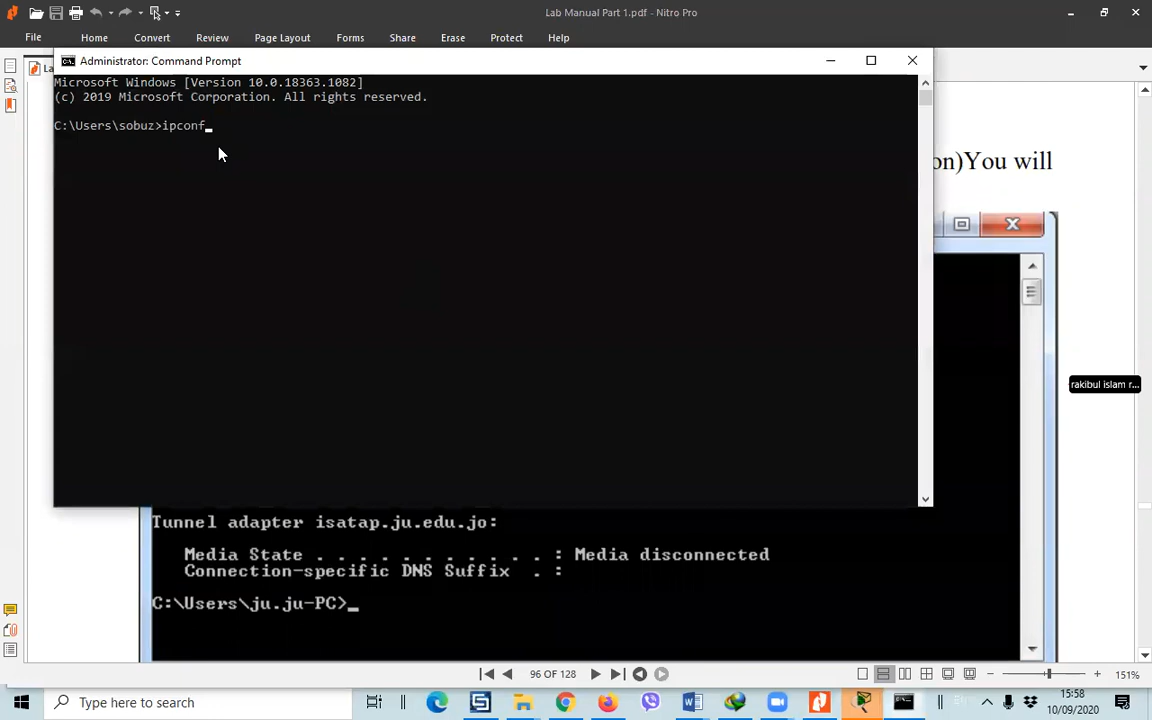 Lab Manual Part 1.pdf - Nitro Pro
File Home Convert Review Page Layout Forms Share Erase Protect Help
La
Administrator: Command Prompt
Microsoft Windows [Version 10.0.18363.1082]
(c) 2019 Microsoft Corporation. All rights reserved.
C:\Users\sobuz>ipconf
on)You will
rakibul islam r...
Tunnel adapter isatap.ju.edu.jo:
Media State . . . . . . . . . . . : Media disconnected
Connection-specific DNS Suffix . :
C:\Users\ju.ju-PC>_
96 OF 128
151%
Type here to search
15:58
10/09/2020